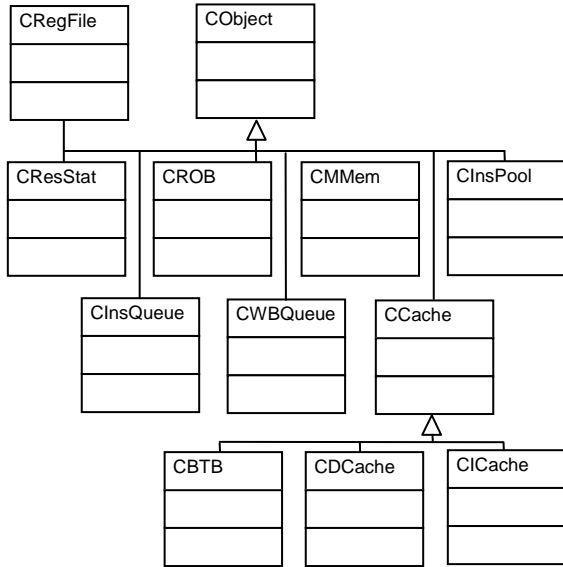 CRegFile
CObject
CResStat
CROB
CMMem
CInsPool
CInsQueue
CWBQueue
CCache
CBTB
CDCache
CICache